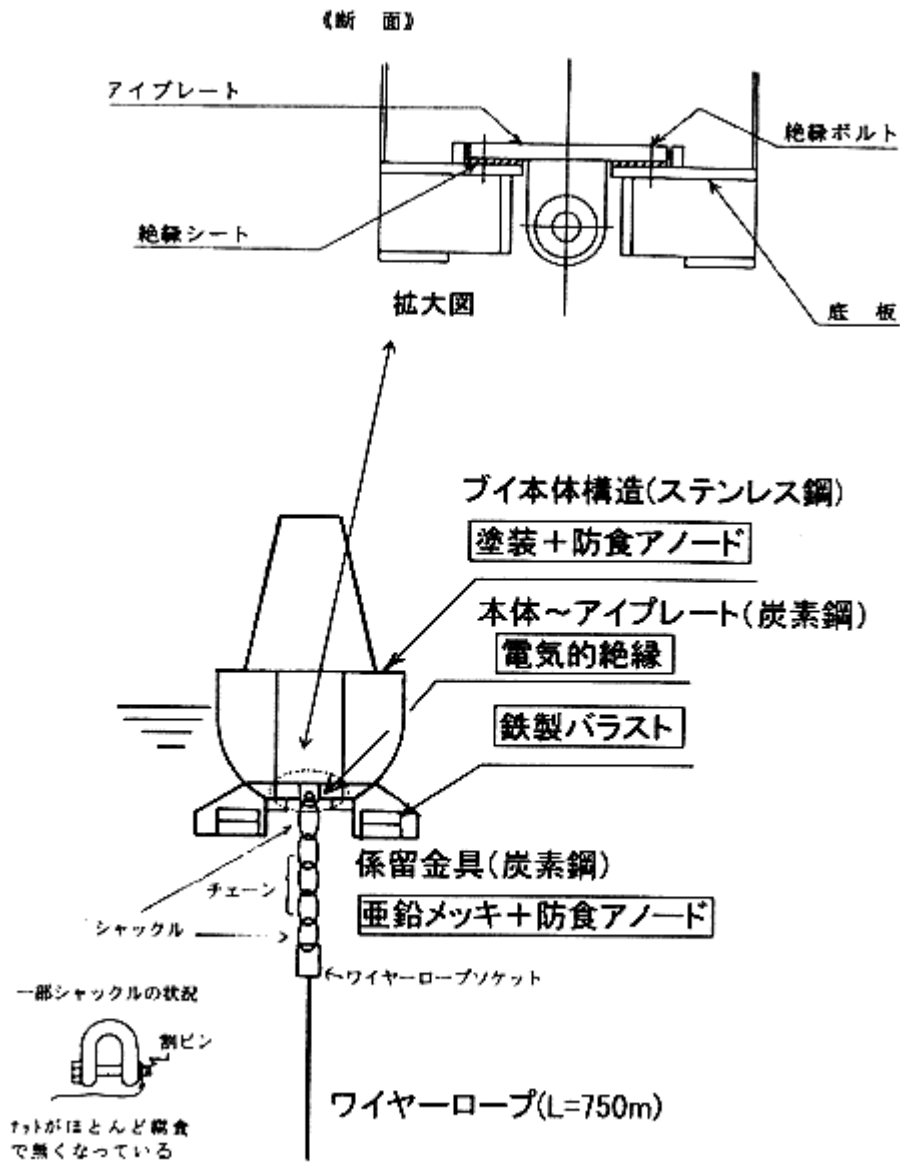 《断　面》
アイプレート
絶縁ボルト
絶縁シート
拡大図
底　板
ブイ本体構造(ステンレス鋼)
塗装＋防食アノード
本体～アイプレート(炭素鋼)
電気的絶縁
鉄製バラスト
係留金具(炭素鋼)
チェーン
亜鉛メッキ＋防食アノード
シャックル
ワイヤーロープソケット
一部シャックルの状況
割ピン
ワイヤーロープ(L=750m)
ナットがほとんど腐食
で無くなっている